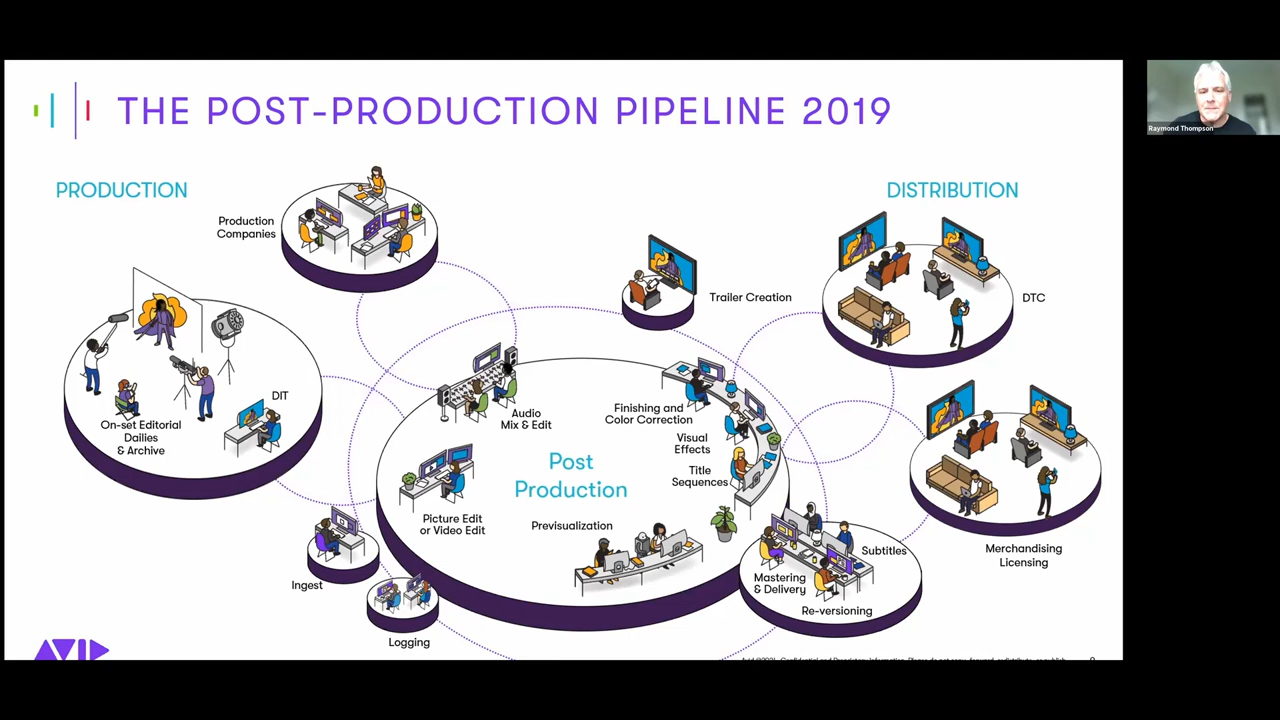 THE POST-PRODUCTION PIPELINE 2019
Raymond Thompson
PRODUCTION
DISTRIBUTION
Production
Companies
Trailer Creation
DTC
DIT
On-set Editorial
Dailies
& Archive
Audio
Mix & Edit
Finishing and
Color Correction
Visual
Effects
Title
Sequences
Post
Production
Picture Edit
or Video Edit
Previsualization
Ingest
Logging
Subtitles
Mastering
& Delivery
Re-versioning
Merchandising
Licensing
AVID